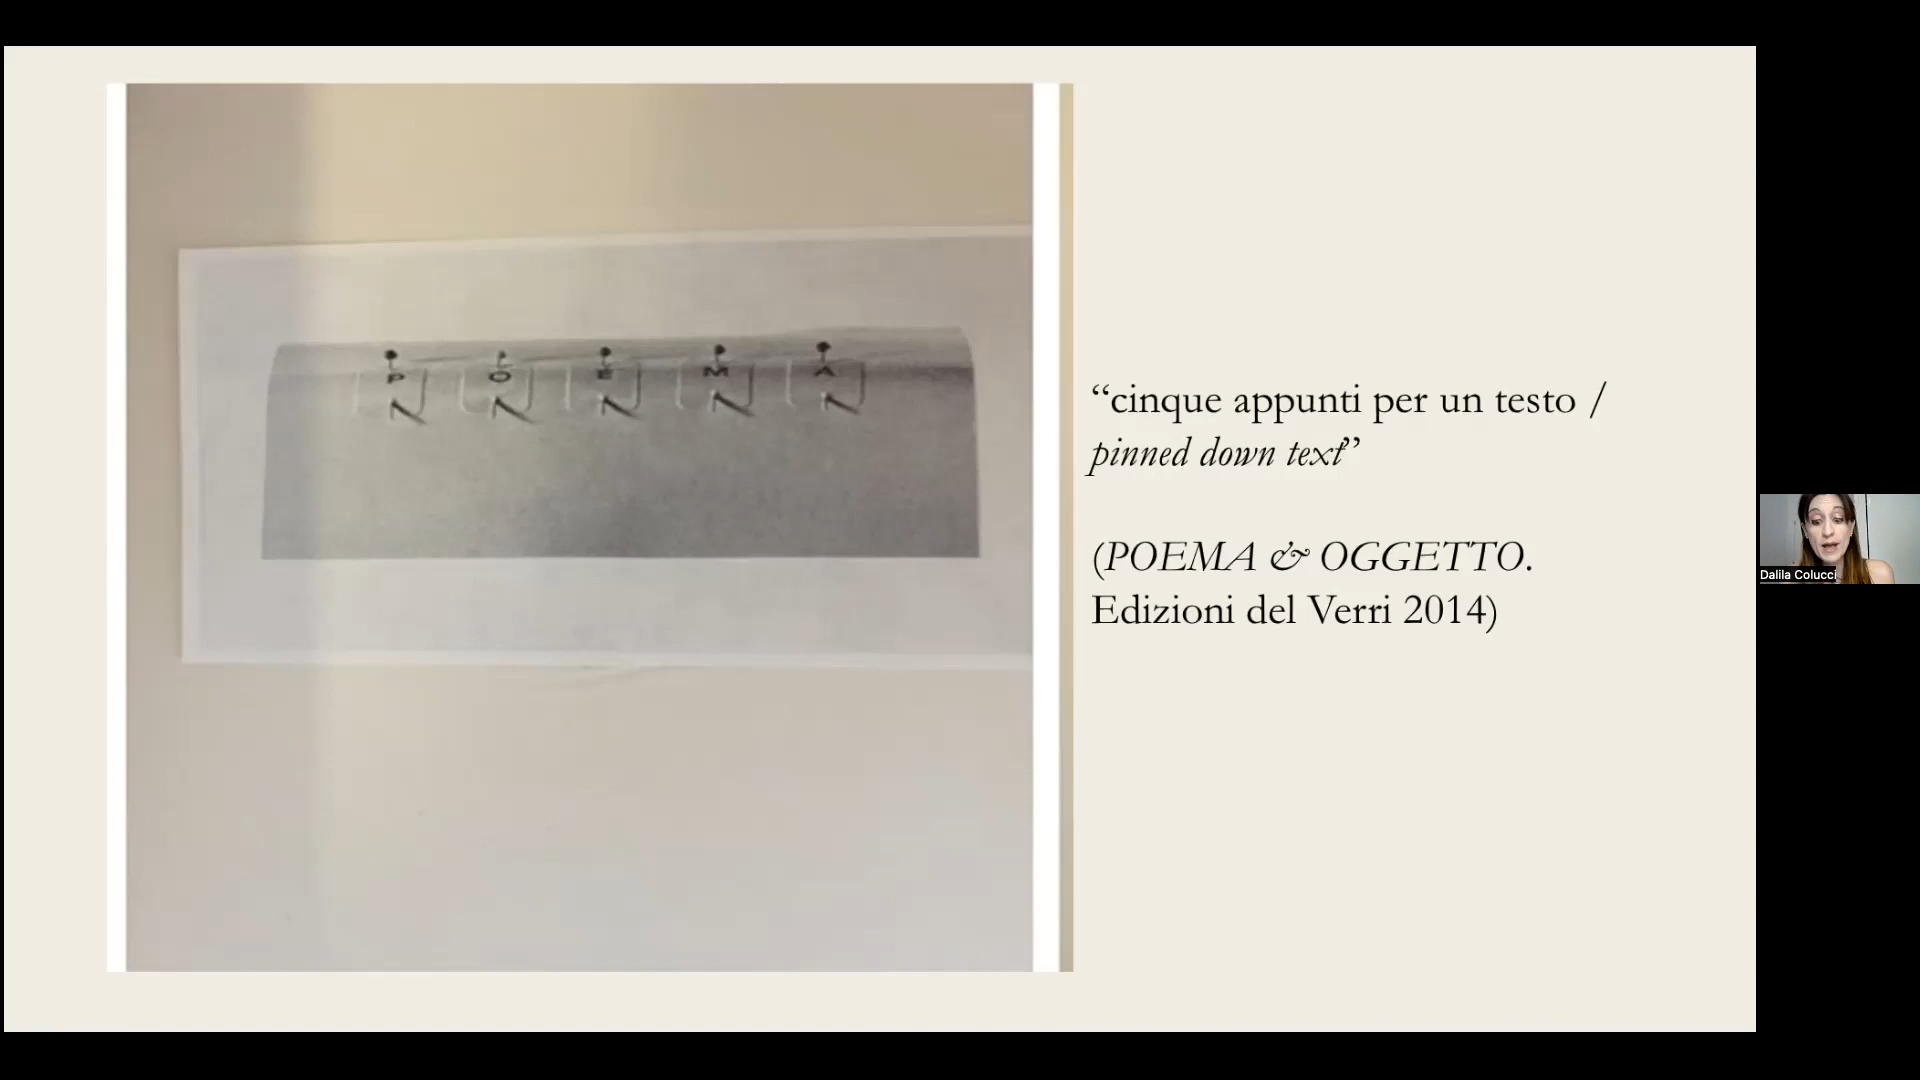 P O E M A
“cinque appunti per un testo /
pinned down text”
(POEMA & OGGETTO.
Edizioni del Verri 2014)
Dalila Colucci